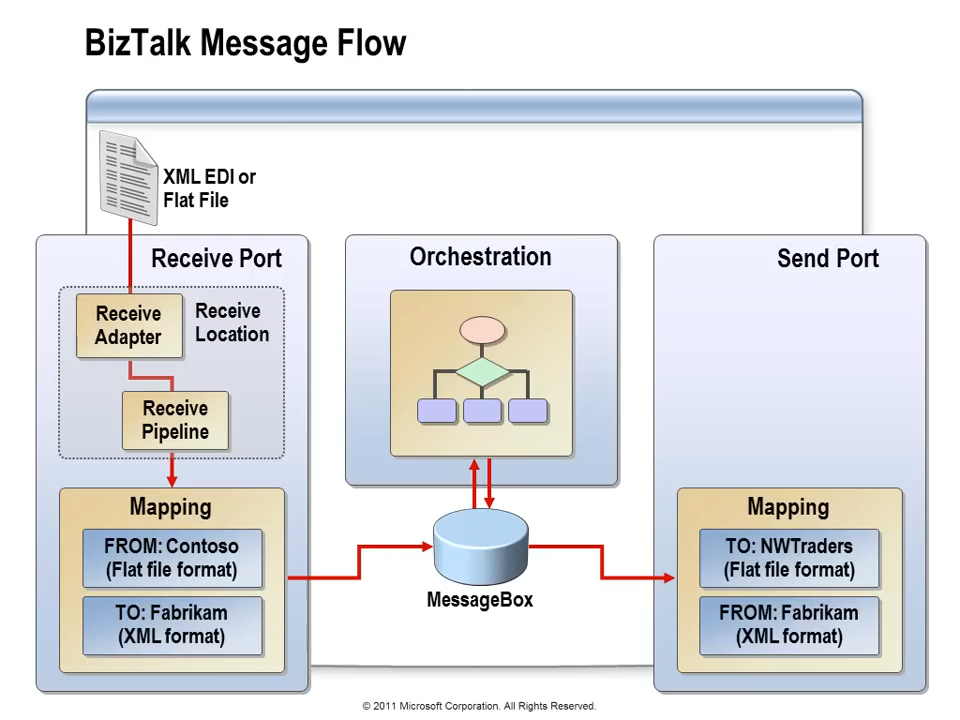 BizTalk Message Flow
XML EDI or
Flat File
Receive Port
Receive
Adapter
Receive
Location
Receive
Pipeline
Mapping
FROM: Contoso
(Flat file format)
TO: Fabrikam
(XML format)
Orchestration
MessageBox
Send Port
Mapping
TO: NWTraders
(Flat file format)
FROM: Fabrikam
(XML format)
© 2011 Microsoft Corporation. All Rights Reserved.